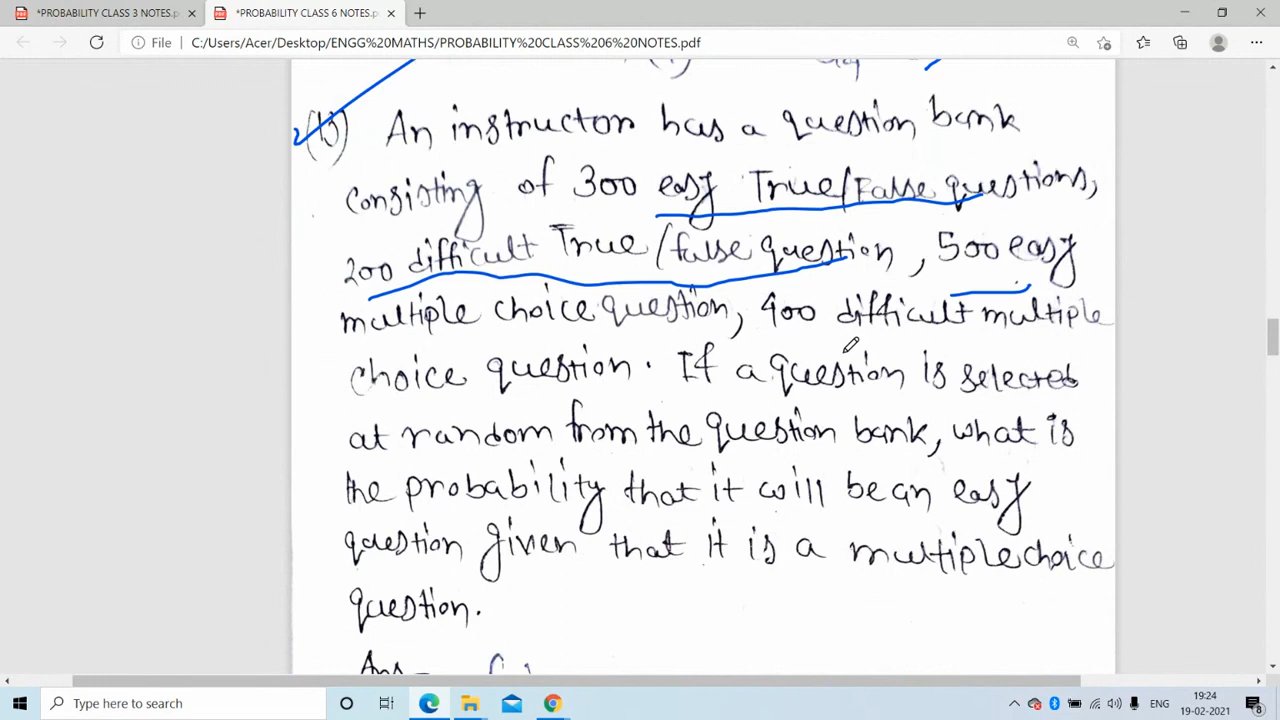 *PROBABILITY CLASS 3 NOTES.p
*PROBABILITY CLASS 6 NOTES.p
File C:/Users/Acer/Desktop/ENGG%20MATHS/PROBABILITY%20CLASS%206%20NOTES.pdf
An instructor has a question bank
consisting of 300 easy True/False questions,
200 difficult True/false question, 500 easy
multiple choice question, 400 difficult multiple
choice question. If a question is selected
at random from the question bank, what is
the probability that it will be an easy
question given that it is a multiple choice
question.
Ans
Type here to search
ENG
19:24
19-02-2021
8